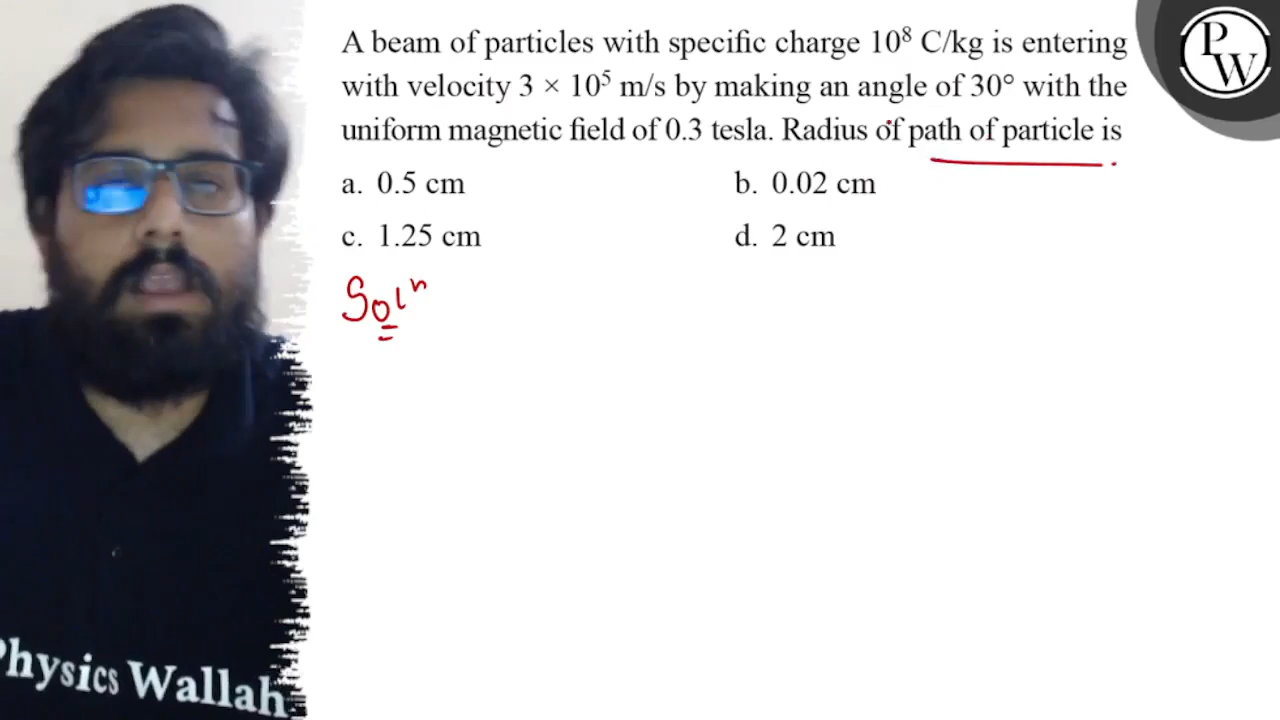 A beam of particles with specific charge 10⁸ C/kg is entering
with velocity 3 × 10⁵ m/s by making an angle of 30° with the
uniform magnetic field of 0.3 tesla. Radius of path of particle is
a. 0.5 cm
b. 0.02 cm
c. 1.25 cm
d. 2 cm
Solⁿ
PW
Physics Wallah